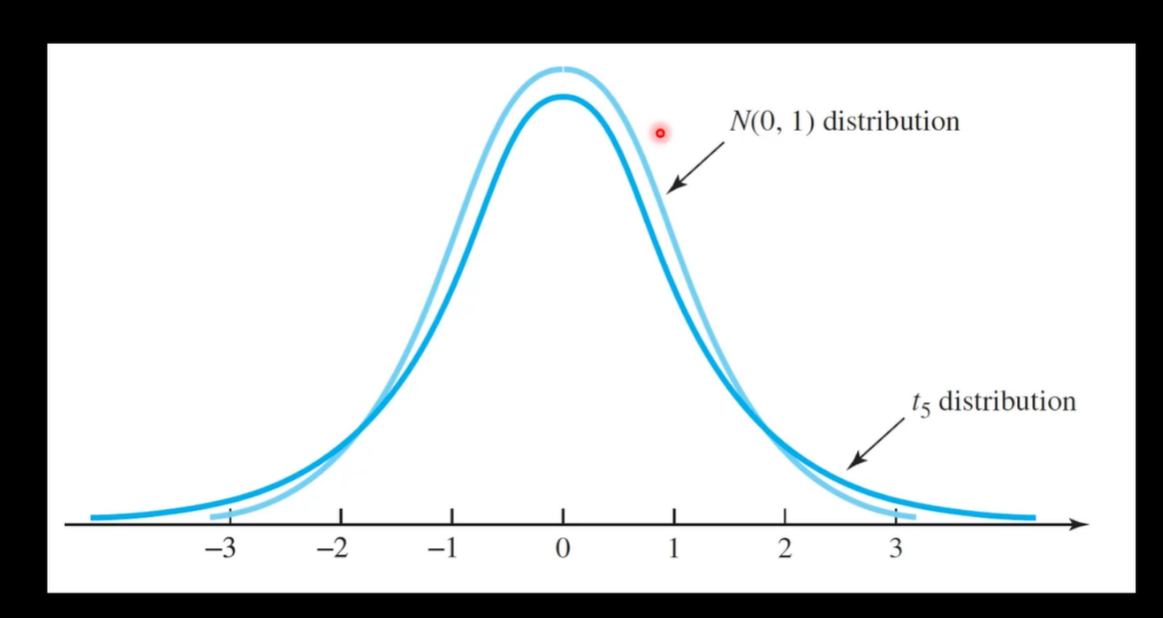 N(0, 1) distribution
t₅ distribution
–3 –2 –1 0 1 2 3